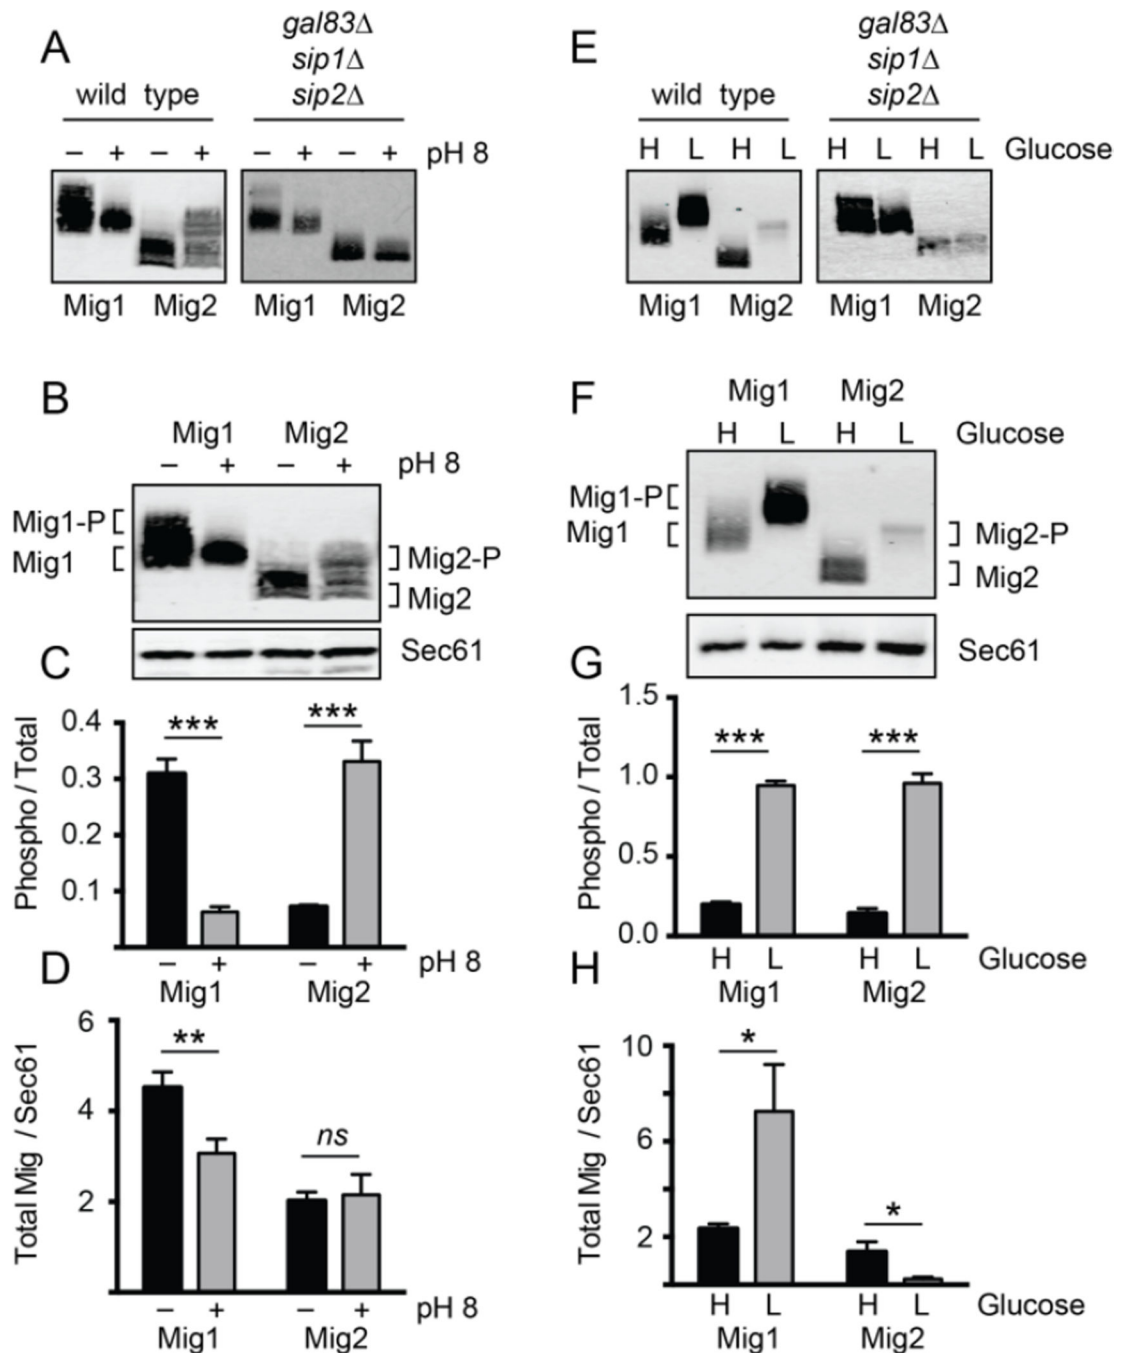 A
gal83Δ
sip1Δ
sip2Δ
wild type
– + – + – + – + pH 8
Mig1 Mig2 Mig1 Mig2
B
Mig1 Mig2
– + – + pH 8
Mig1-P
Mig1
Mig2-P
Mig2
Sec61
C
Phospho / Total
0.4
0.3
0.2
0.1
*** ***
– + – + pH 8
Mig1 Mig2
D
Total Mig / Sec61
6
4
2
** ns
– + – + pH 8
Mig1 Mig2
E
gal83Δ
sip1Δ
sip2Δ
wild type
H L H L H L H L Glucose
Mig1 Mig2 Mig1 Mig2
F
Mig1 Mig2
H L H L Glucose
Mig1-P
Mig1
Mig2-P
Mig2
Sec61
G
Phospho / Total
1.5
1.0
0.5
0.0
*** ***
H L H L Glucose
Mig1 Mig2
H
Total Mig / Sec61
10
6
2
* *
H L H L Glucose
Mig1 Mig2